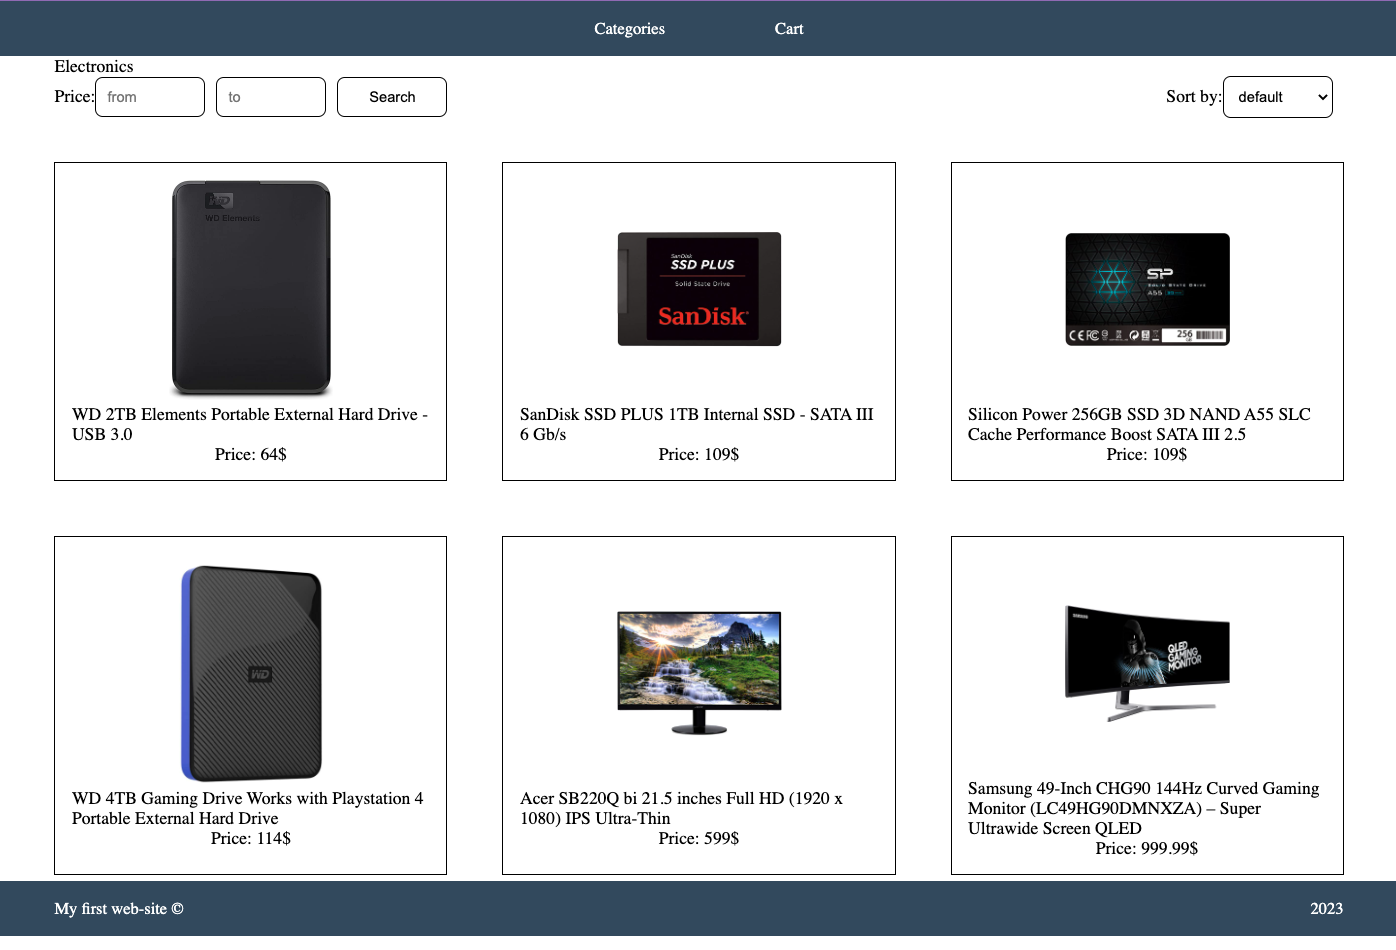 Categories
Cart
Electronics
Price:
from
to
Search
Sort by:
default
WD
WD Elements
WD 2TB Elements Portable External Hard Drive -
USB 3.0
Price: 64$
SanDisk
SSD PLUS
Solid State Drive
SanDisk
SanDisk SSD PLUS 1TB Internal SSD - SATA III
6 Gb/s
Price: 109$
SP
Solid State Drive
A55
256
Silicon Power 256GB SSD 3D NAND A55 SLC
Cache Performance Boost SATA III 2.5
Price: 109$
WD
WD 4TB Gaming Drive Works with Playstation 4
Portable External Hard Drive
Price: 114$
Acer SB220Q bi 21.5 inches Full HD (1920 x
1080) IPS Ultra-Thin
Price: 599$
SAMSUNG
QLED
GAMING
MONITOR
Samsung 49-Inch CHG90 144Hz Curved Gaming
Monitor (LC49HG90DMNXZA) – Super
Ultrawide Screen QLED
Price: 999.99$
My first web-site ©
2023